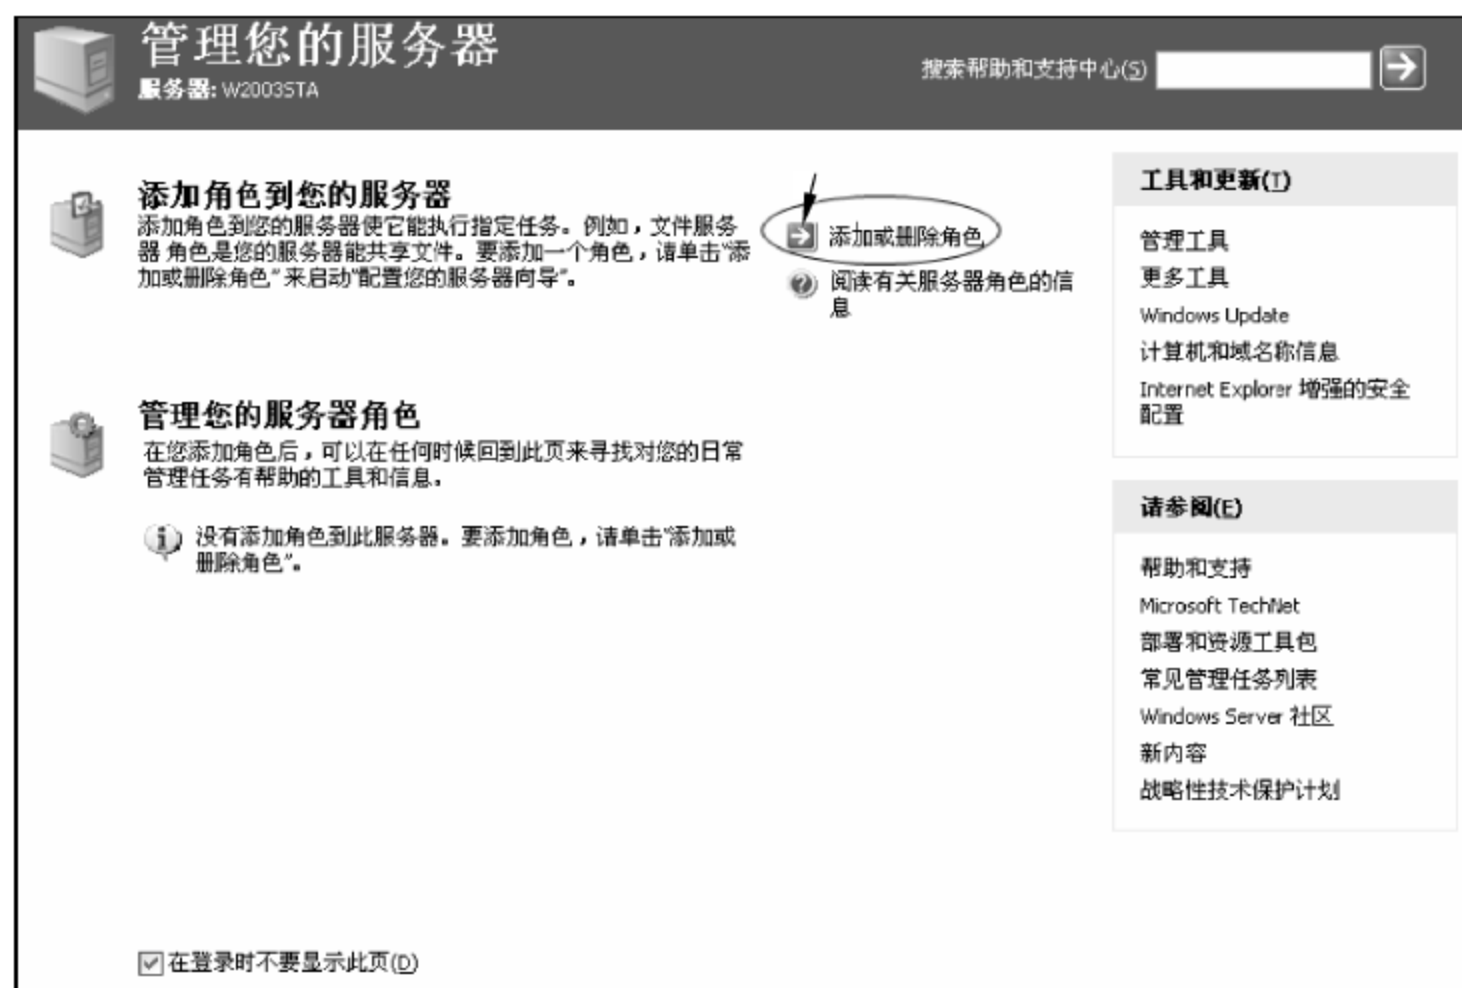 管理您的服务器
服务器: W2003STA
搜索帮助和支持中心(S)
添加角色到您的服务器
添加角色到您的服务器使它能执行指定任务。例如，文件服务
器 角色是您的服务器能共享文件。要添加一个角色，请单击“添
加或删除角色”来启动“配置您的服务器向导”。
添加或删除角色
阅读有关服务器角色的信
息
管理您的服务器角色
在您添加角色后，可以在任何时候回到此页来寻找对您的日常
管理任务有帮助的工具和信息。
没有添加角色到此服务器。要添加角色，请单击“添加或
删除角色”。
工具和更新(T)
管理工具
更多工具
Windows Update
计算机和域名称信息
Internet Explorer 增强的安全
配置
请参阅(E)
帮助和支持
Microsoft TechNet
部署和资源工具包
常见管理任务列表
Windows Server 社区
新内容
战略性技术保护计划
在登录时不要显示此页(D)